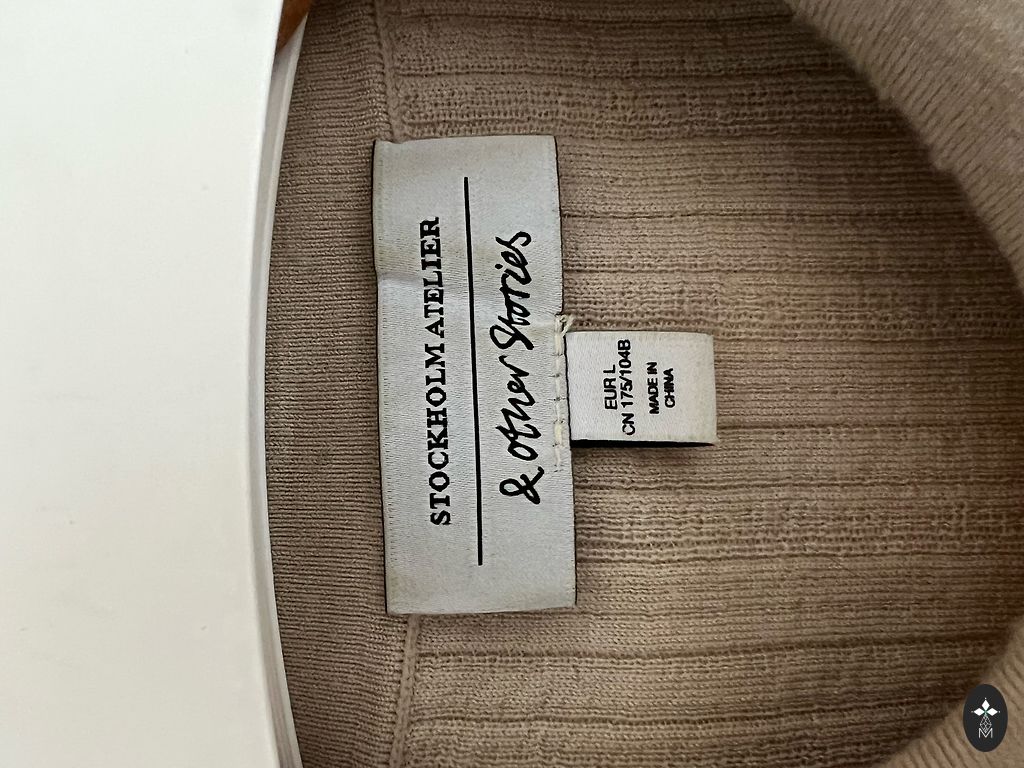 STOCKHOLM ATELIER
& Other Stories
EUR L
CN 175/104B
MADE IN
CHINA
M